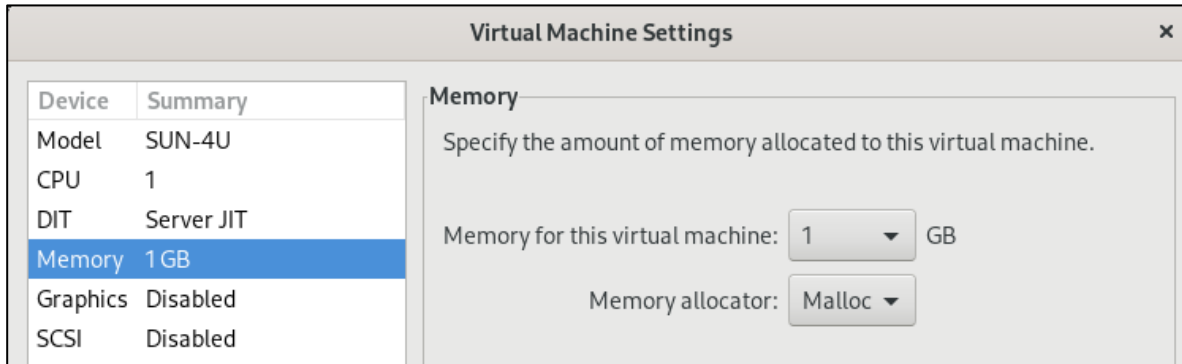 Virtual Machine Settings ×
Device Summary
Model SUN-4U
CPU 1
DIT Server JIT
Memory 1 GB
Graphics Disabled
SCSI Disabled
Memory
Specify the amount of memory allocated to this virtual machine.
Memory for this virtual machine: 1 GB
Memory allocator: Malloc